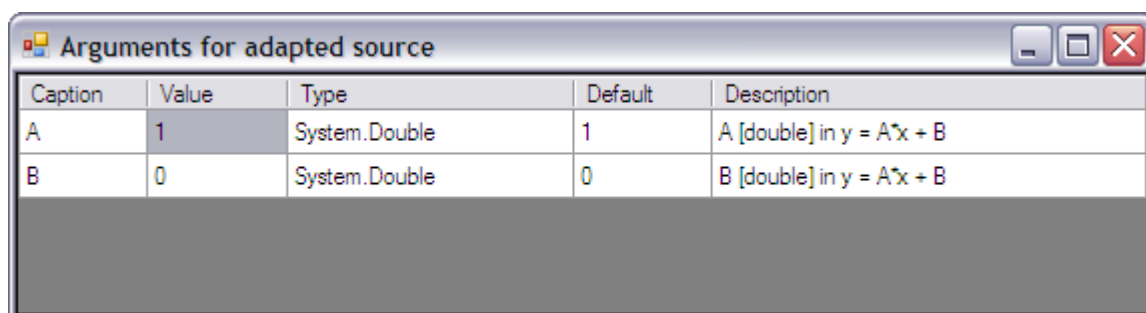 Arguments for adapted source
Caption Value Type Default Description
A 1 System.Double 1 A [double] in y = A*x + B
B 0 System.Double 0 B [double] in y = A*x + B